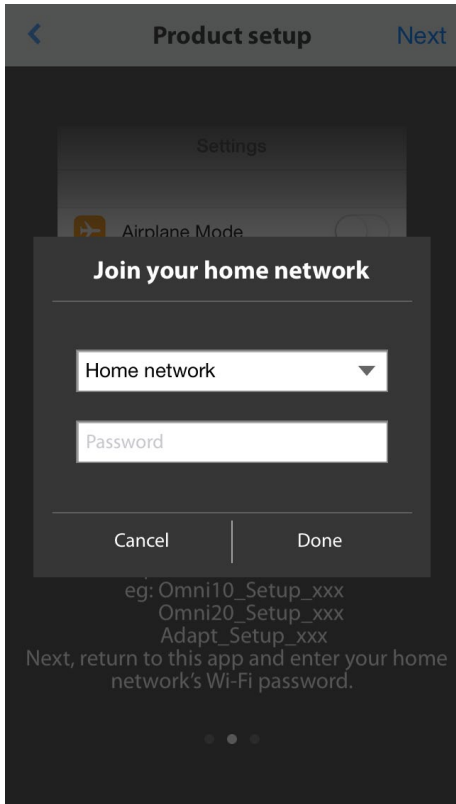 Product setup
Next
Settings
Airplane Mode
Join your home network
Home network
Password
Cancel
Done
eg: Omni10_Setup_xxx
Omni20_Setup_xxx
Adapt_Setup_xxx
Next, return to this app and enter your home
network’s Wi-Fi password.